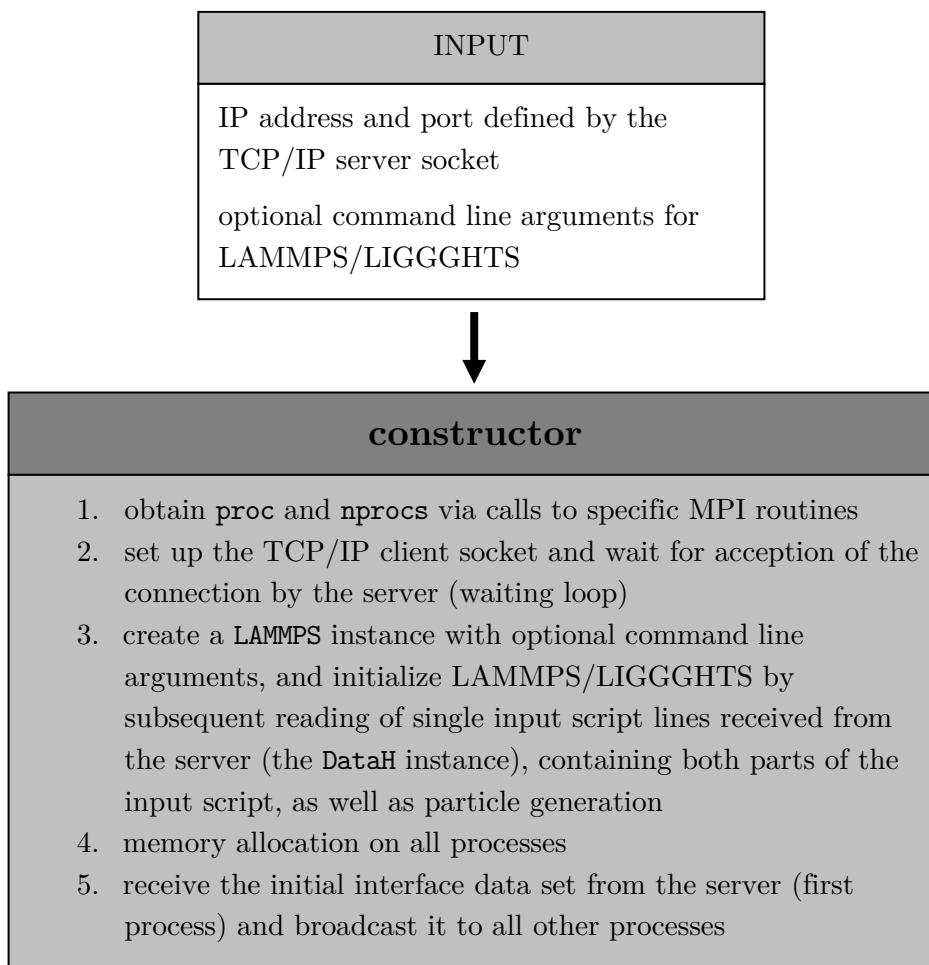 INPUT
IP address and port defined by the
TCP/IP server socket
optional command line arguments for
LAMMPS/LIGGGHTS
constructor
1. obtain proc and nprocs via calls to specific MPI routines
2. set up the TCP/IP client socket and wait for acception of the
connection by the server (waiting loop)
3. create a LAMMPS instance with optional command line
arguments, and initialize LAMMPS/LIGGGHTS by
subsequent reading of single input script lines received from
the server (the DataH instance), containing both parts of the
input script, as well as particle generation
4. memory allocation on all processes
5. receive the initial interface data set from the server (first
process) and broadcast it to all other processes